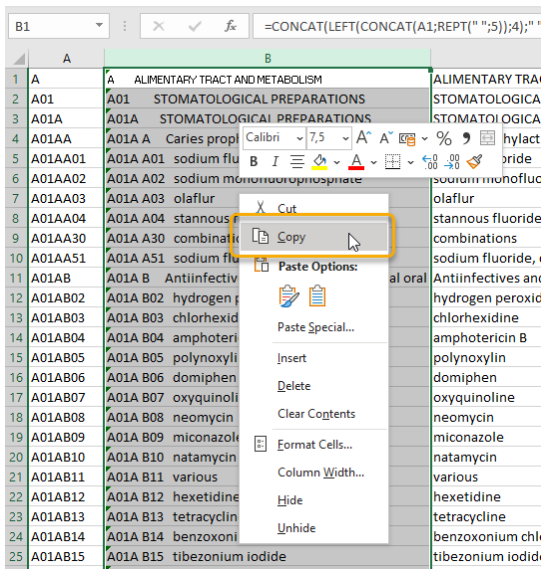 B1 fx =CONCAT(LEFT(CONCAT(A1;REPT(" ";5));4);"
A B
1 A A ALIMENTARY TRACT AND METABOLISM ALIMENTARY TRA
2 A01 A01 STOMATOLOGICAL PREPARATIONS STOMATOLOGICA
3 A01A A01A STOMATOLOGICAL PREPARATIONS STOMATOLOGICA
4 A01AA A01A A Caries prop hylact
Calibri 7,5 A A %
5 A01AA01 A01A A01 sodium flu oride
B I A
6 A01AA02 A01A A02 sodium monofluorophosphate sodium monofluo
7 A01AA03 A01A A03 olaflur olaflur
Cut
8 A01AA04 A01A A04 stannous stannous fluoride
9 A01AA30 A01A A30 combinati combinations
Copy
10 A01AA51 A01A A51 sodium flu sodium fluoride,
Paste Options:
11 A01AB A01A B Antiinfectiv al oral Antiinfectives and
12 A01AB02 A01A B02 hydrogen hydrogen peroxid
13 A01AB03 A01A B03 chlorhexid chlorhexidine
Paste Special...
14 A01AB04 A01A B04 amphoteri amphotericin B
15 A01AB05 A01A B05 polynoxyli polynoxylin
Insert
16 A01AB06 A01A B06 domiphen domiphen
Delete
17 A01AB07 A01A B07 oxyquinoli oxyquinoline
18 A01AB08 A01A B08 neomycin neomycin
Clear Contents
19 A01AB09 A01A B09 miconazole miconazole
Format Cells...
20 A01AB10 A01A B10 natamycin natamycin
21 A01AB11 A01A B11 various various
Column Width...
22 A01AB12 A01A B12 hexetidine hexetidine
Hide
23 A01AB13 A01A B13 tetracyclin tetracycline
Unhide
24 A01AB14 A01A B14 benzoxoni benzoxonium chl
25 A01AB15 A01A B15 tibezonium iodide tibezonium iodid